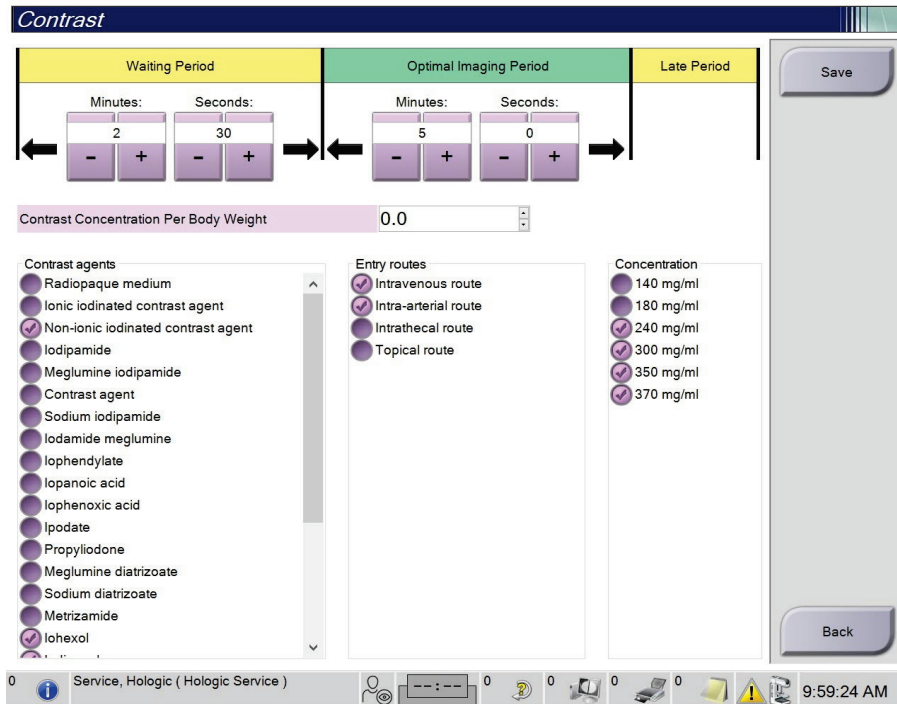 Contrast
Waiting Period
Optimal Imaging Period
Late Period
Save
Minutes:
Seconds:
Minutes:
Seconds:
2
30
5
0
- + - + - + - +
Contrast Concentration Per Body Weight
0.0
Contrast agents
Radiopaque medium
Ionic iodinated contrast agent
Non-ionic iodinated contrast agent
Iodipamide
Meglumine iodipamide
Contrast agent
Sodium iodipamide
Iodamide meglumine
Iophendylate
Iopanoic acid
Iophenoxic acid
Ipodate
Propyliodone
Meglumine diatrizoate
Sodium diatrizoate
Metrizamide
Iohexol
Entry routes
Intravenous route
Intra-arterial route
Intrathecal route
Topical route
Concentration
140 mg/ml
180 mg/ml
240 mg/ml
300 mg/ml
350 mg/ml
370 mg/ml
Back
0 Service, Hologic ( Hologic Service ) --:-- 0 0 0 0 9:59:24 AM